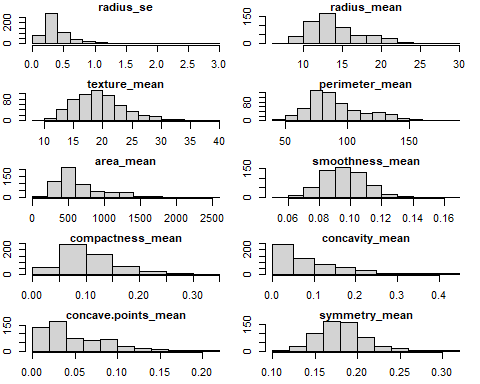 radius_se
0 200
0.0 0.5 1.0 1.5 2.0 2.5 3.0
radius_mean
0 150
10 15 20 25 30
texture_mean
0 80
10 15 20 25 30 35 40
perimeter_mean
0 80
50 100 150
area_mean
0 150
0 500 1000 1500 2000 2500
smoothness_mean
0 150
0.06 0.08 0.10 0.12 0.14 0.16
compactness_mean
0 200
0.00 0.10 0.20 0.30
concavity_mean
0 200
0.0 0.1 0.2 0.3 0.4
concave.points_mean
0 150
0.00 0.05 0.10 0.15 0.20
symmetry_mean
0 150
0.10 0.15 0.20 0.25 0.30